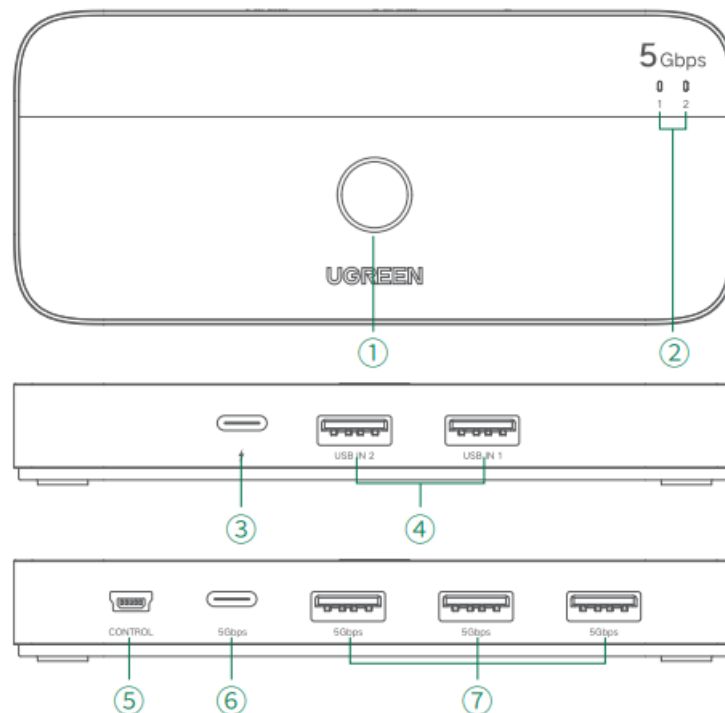 5Gbps
1 2
UGREEN
① ②
USB IN 2 USB IN 1
③ ④
CONTROL 5Gbps 5Gbps 5Gbps 5Gbps
⑤ ⑥ ⑦